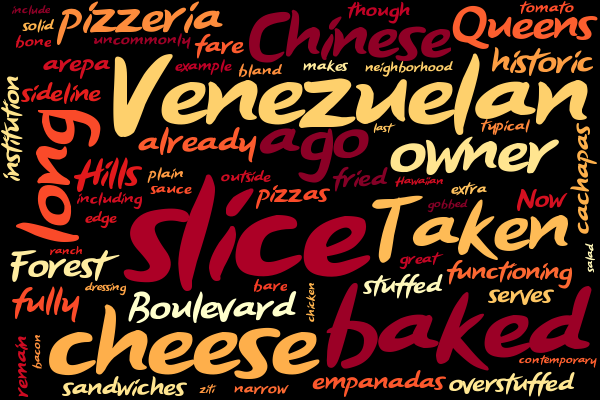 include
pizzeria
though
tomato
solid
Queens
bone
uncommonly
fare
Chinese
arepa
example
bland
makes
neighborhood
historic
institution
sideline
Venezuelan
long
already
ago
last
typical
owner
cachapas
Hills
plain
sauce
outside
fried
Hawaiian
extra
including
pizzas
gobbed
Now
edge
slice
Taken
ranch
Forest
great
functioning
salad
dressing
bare
stuffed
serves
fully
Boulevard
chicken
baked
remain
bacon
cheese
contemporary
sandwiches
ziti
narrow
empanadas
overstuffed